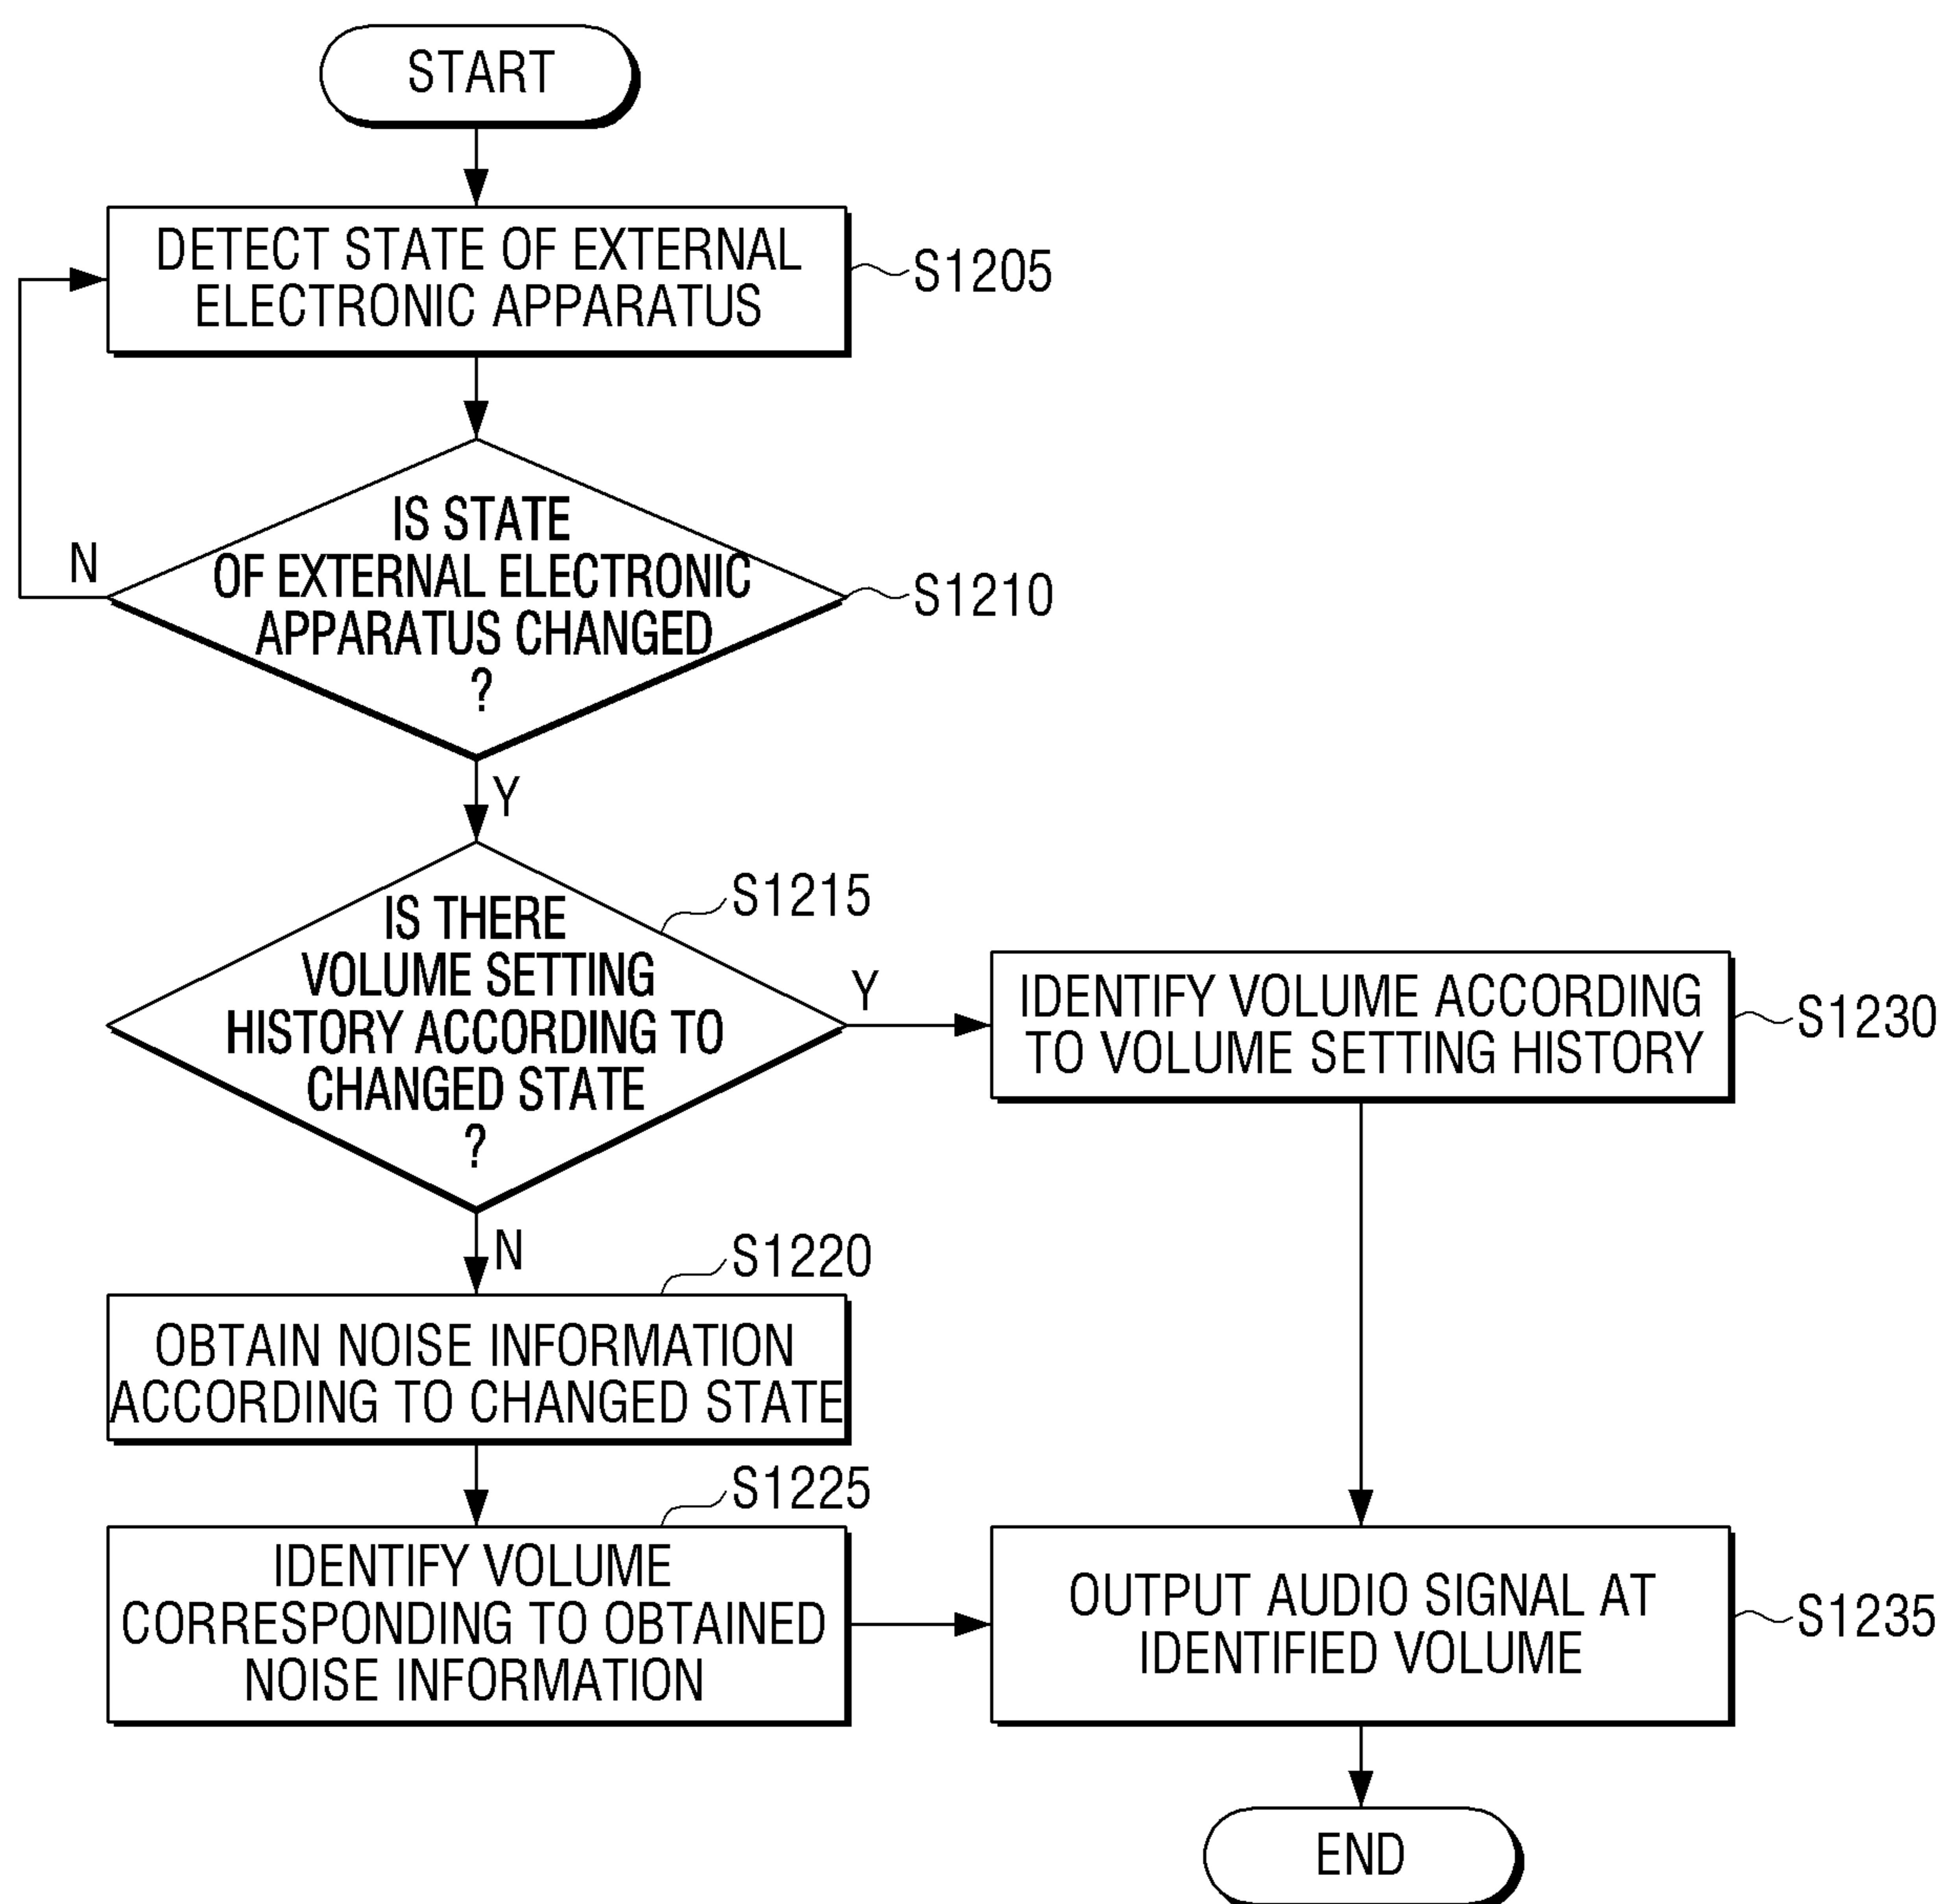 START
DETECT STATE OF EXTERNAL
ELECTRONIC APPARATUS
S1205
IS STATE
OF EXTERNAL ELECTRONIC
APPARATUS CHANGED
?
N
S1210
Y
S1215
IS THERE
VOLUME SETTING
HISTORY ACCORDING TO
CHANGED STATE
?
Y
IDENTIFY VOLUME ACCORDING
TO VOLUME SETTING HISTORY
S1230
N
S1220
OBTAIN NOISE INFORMATION
ACCORDING TO CHANGED STATE
S1225
IDENTIFY VOLUME
CORRESPONDING TO OBTAINED
NOISE INFORMATION
OUTPUT AUDIO SIGNAL AT
IDENTIFIED VOLUME
S1235
END